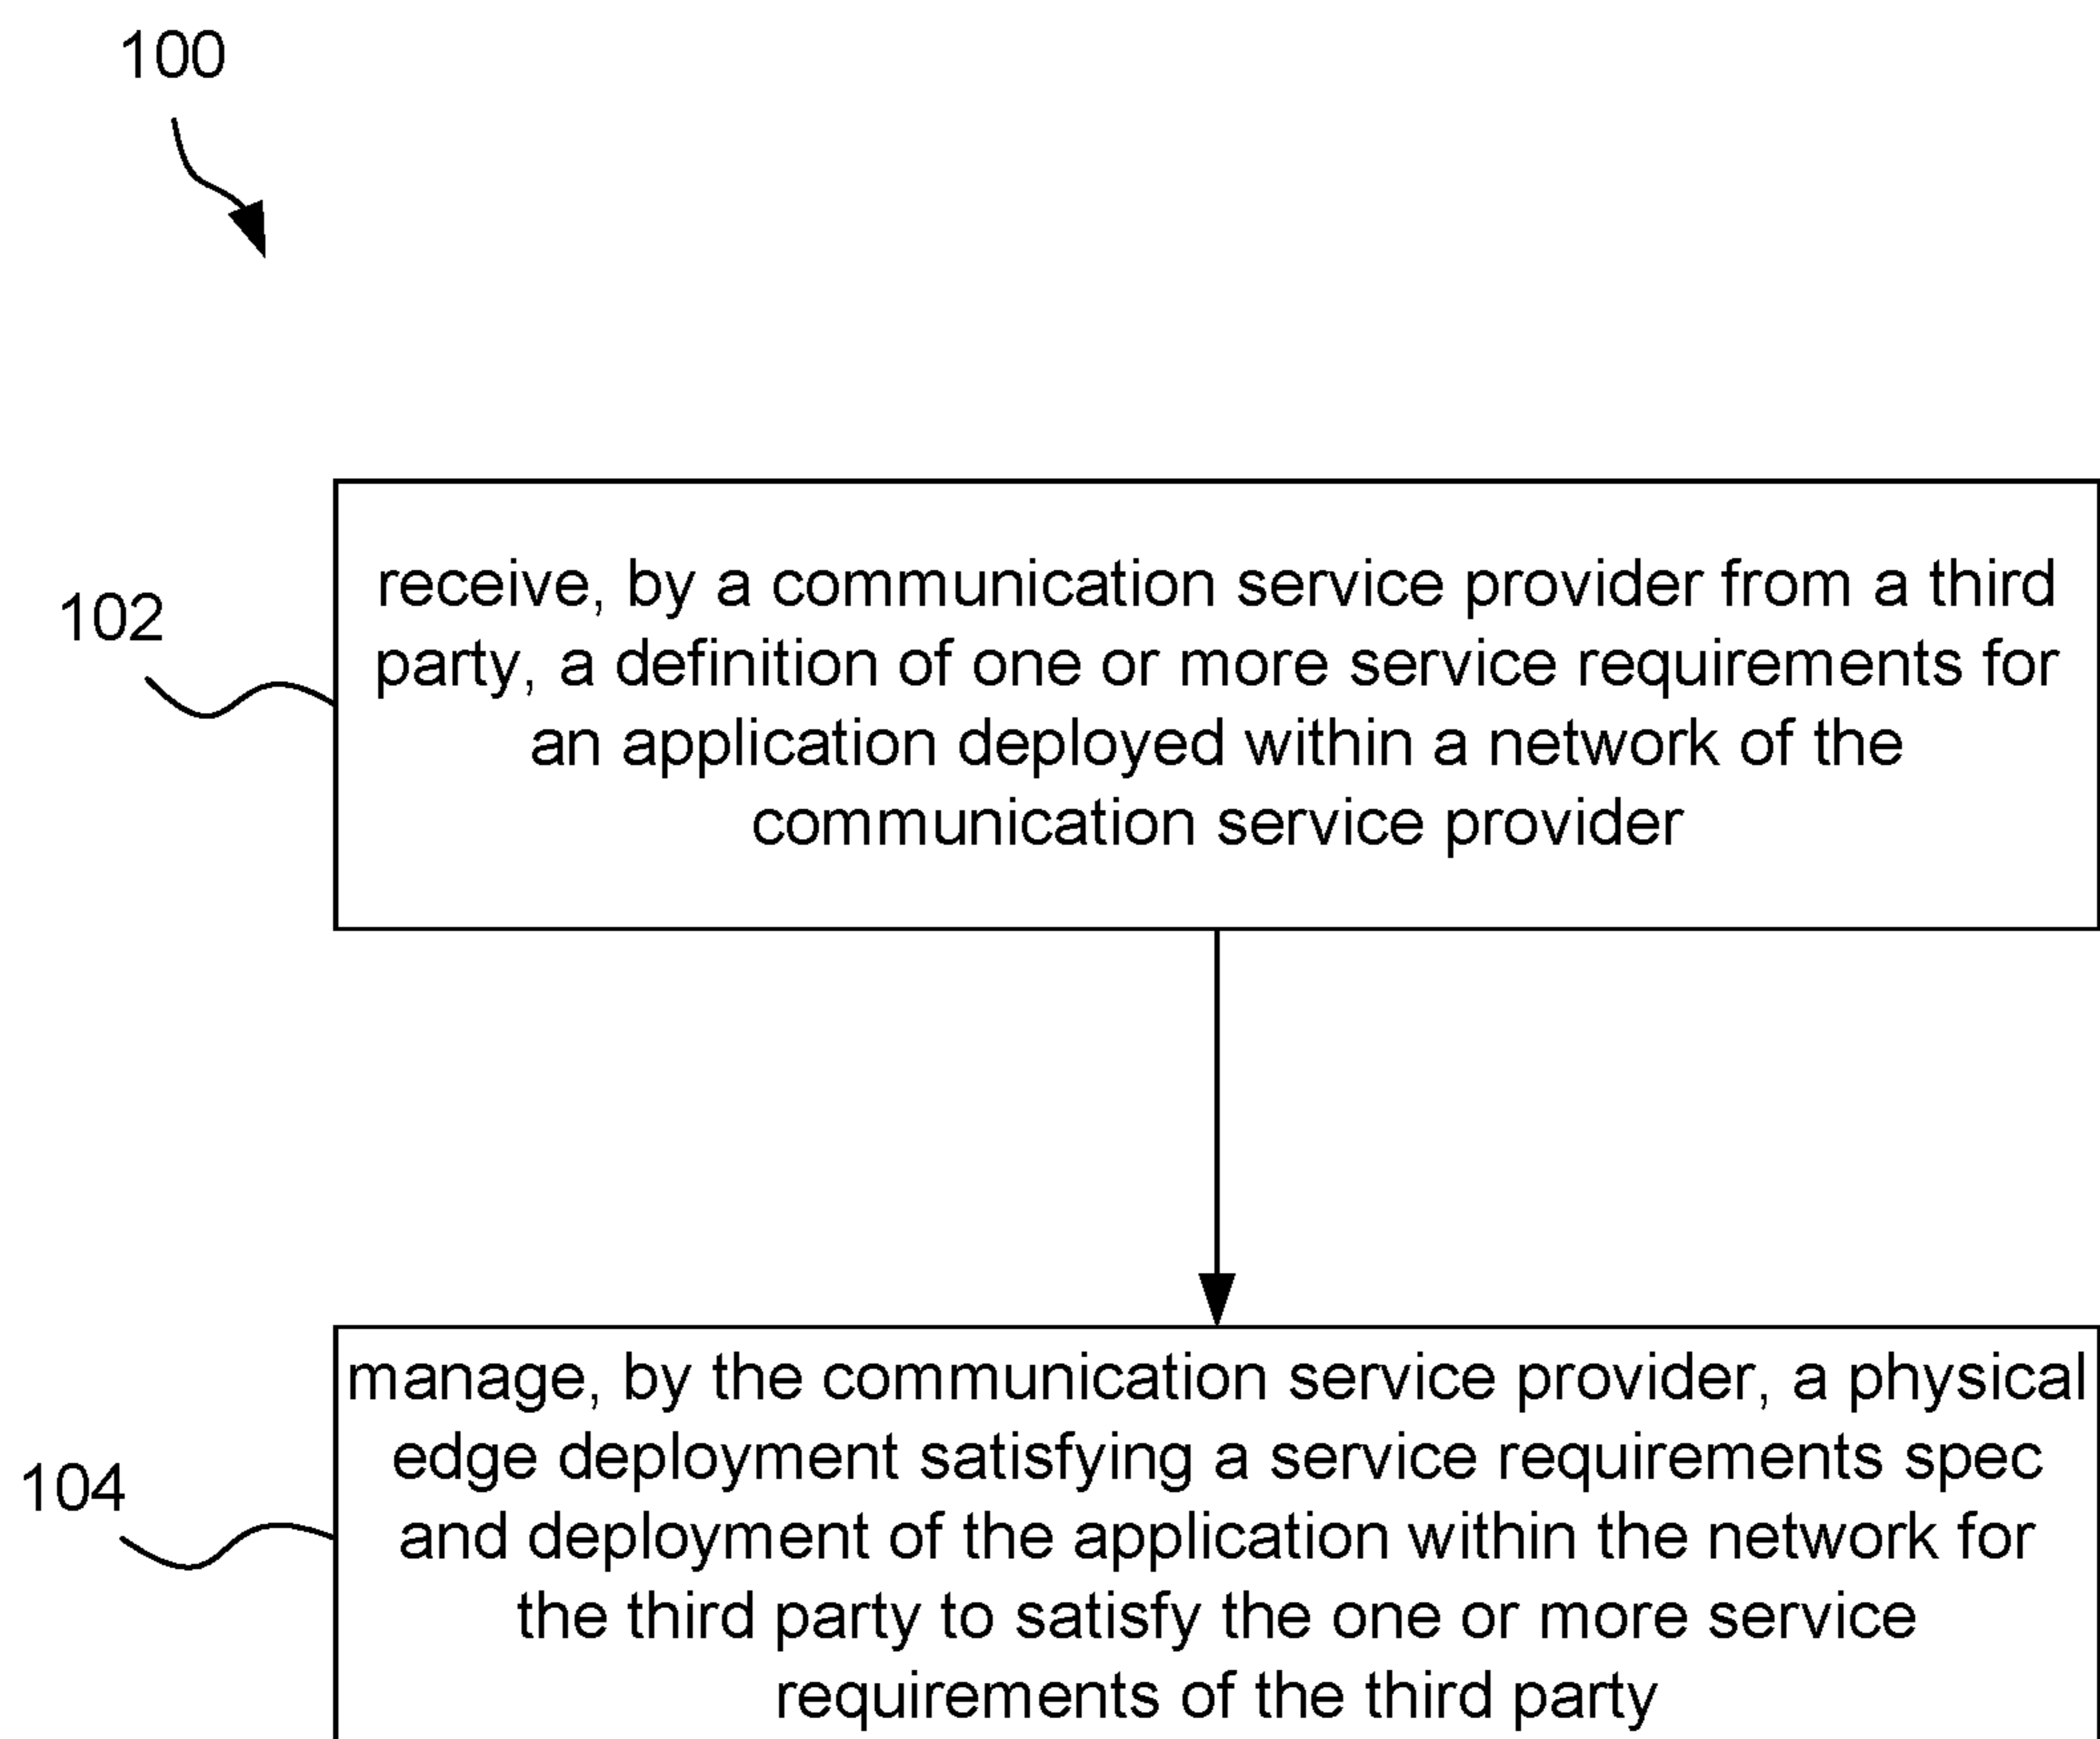 100
102
receive, by a communication service provider from a third
party, a definition of one or more service requirements for
an application deployed within a network of the
communication service provider
104
manage, by the communication service provider, a physical
edge deployment satisfying a service requirements spec
and deployment of the application within the network for
the third party to satisfy the one or more service
requirements of the third party